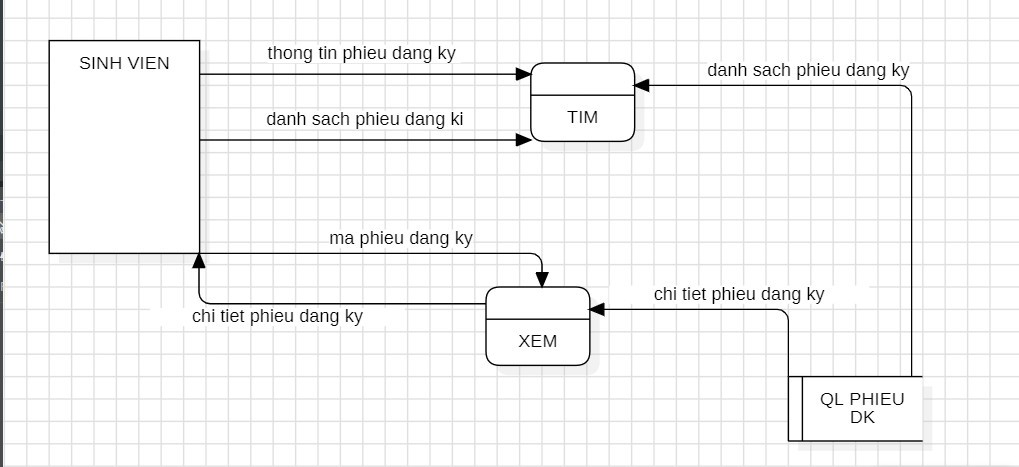 SINH VIEN
thong tin phieu dang ky
danh sach phieu dang ky
danh sach phieu dang ki
TIM
ma phieu dang ky
chi tiet phieu dang ky
chi tiet phieu dang ky
XEM
QL PHIEU
DK